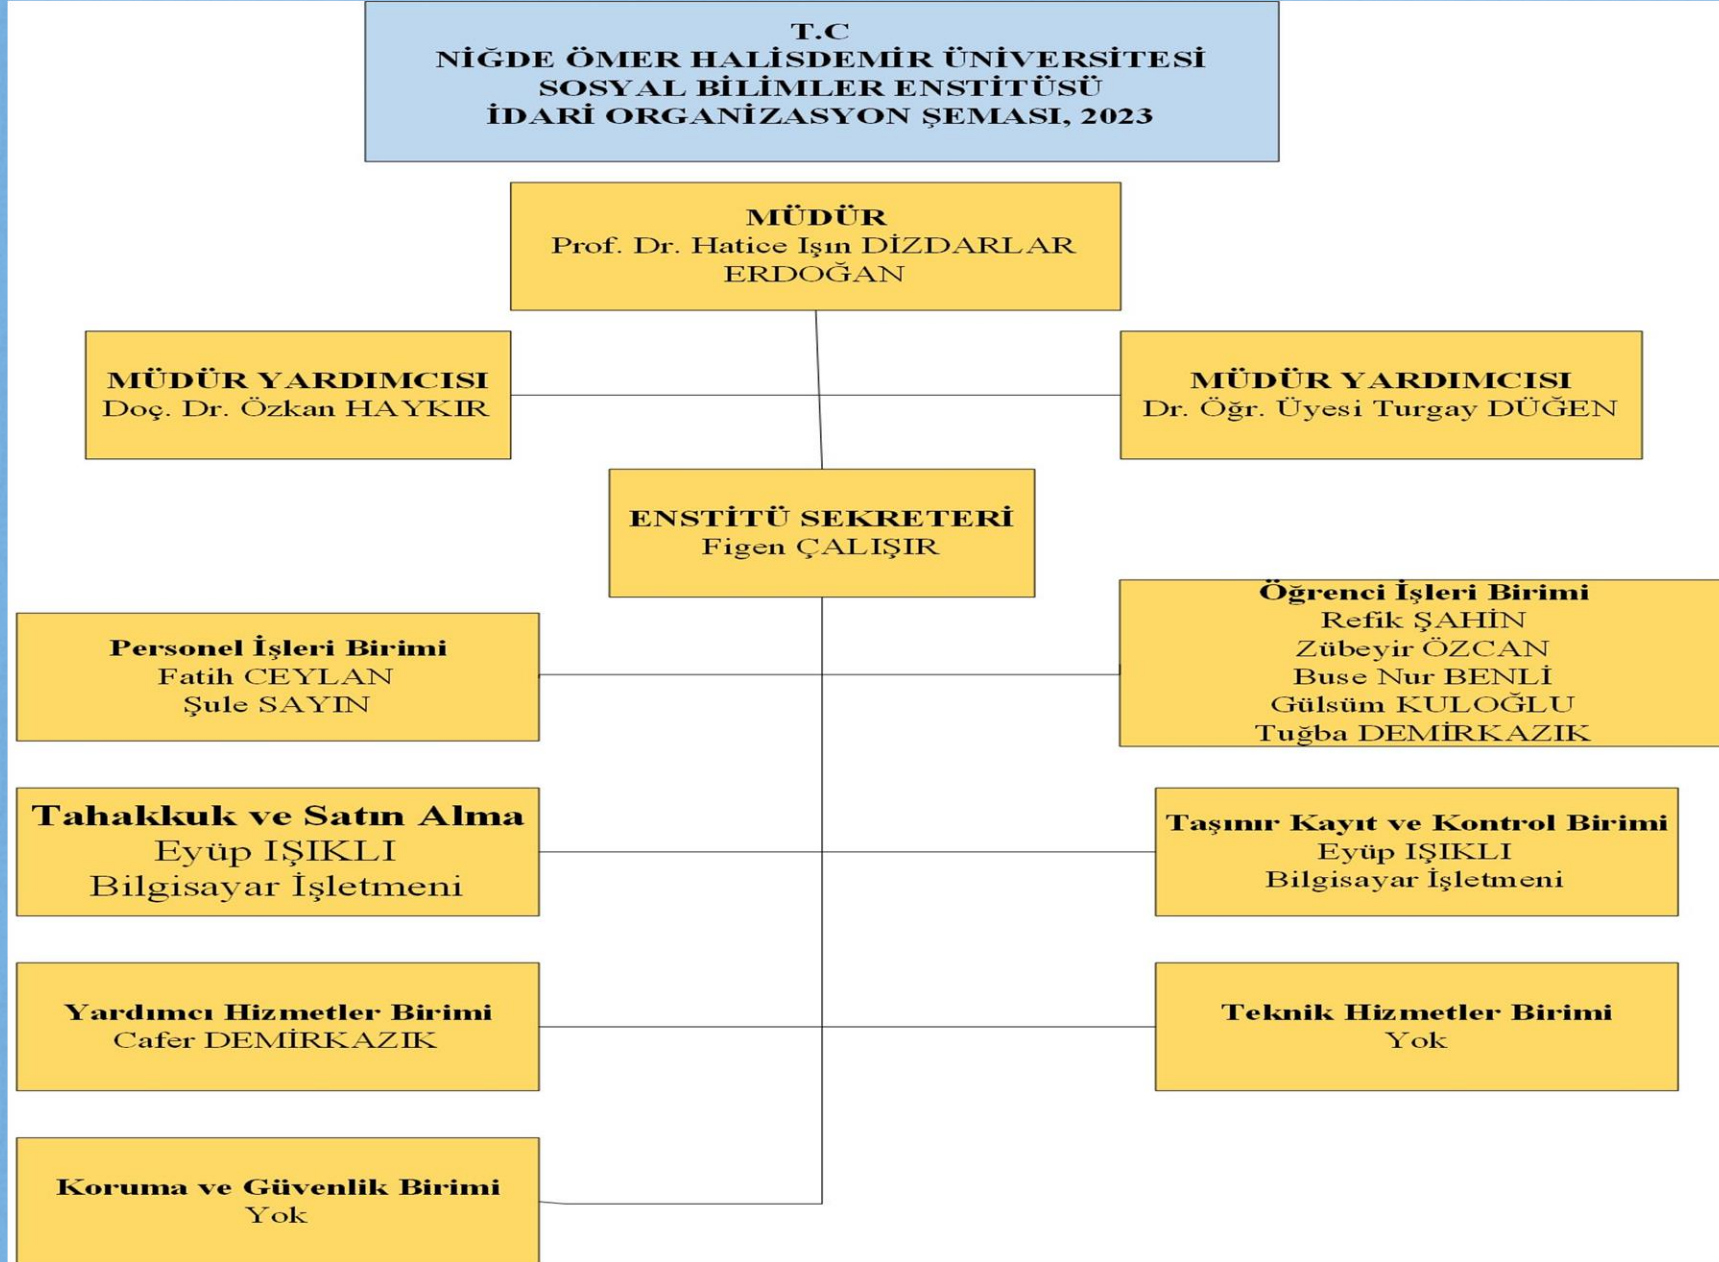 T.C
NİĞDE ÖMER HALİSDEMİR ÜNİVERSİTESİ
SOSYAL BİLİMLER ENSTİTÜSÜ
İDARİ ORGANİZASYON ŞEMASI, 2023
MÜDÜR
Prof. Dr. Hatice Işın DİZDARLAR
ERDOĞAN
MÜDÜR YARDIMCISI
Doç. Dr. Özkan HAYKIR
MÜDÜR YARDIMCISI
Dr. Öğr. Üyesi Turgay DÜĞEN
ENSTİTÜ SEKRETERİ
Figen ÇALIŞIR
Personel İşleri Birimi
Fatih CEYLAN
Şule SAYIN
Öğrenci İşleri Birimi
Refik ŞAHİN
Zübeyir ÖZCAN
Buse Nur BENLİ
Gülsüm KULOĞLU
Tuğba DEMİRKAZIK
Tahakkuk ve Satın Alma
Eyüp IŞIKLI
Bilgisayar İşletmeni
Taşınır Kayıt ve Kontrol Birimi
Eyüp IŞIKLI
Bilgisayar İşletmeni
Yardımcı Hizmetler Birimi
Cafer DEMİRKAZIK
Teknik Hizmetler Birimi
Yok
Koruma ve Güvenlik Birimi
Yok